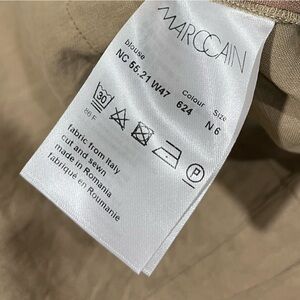 MARCCAIN
blouse
Colour
Size
NC 55.21 W47
624
N 6
30
86 F
P
fabric from Italy
cut and sewn
made in Romania
fabriqué en Roumanie